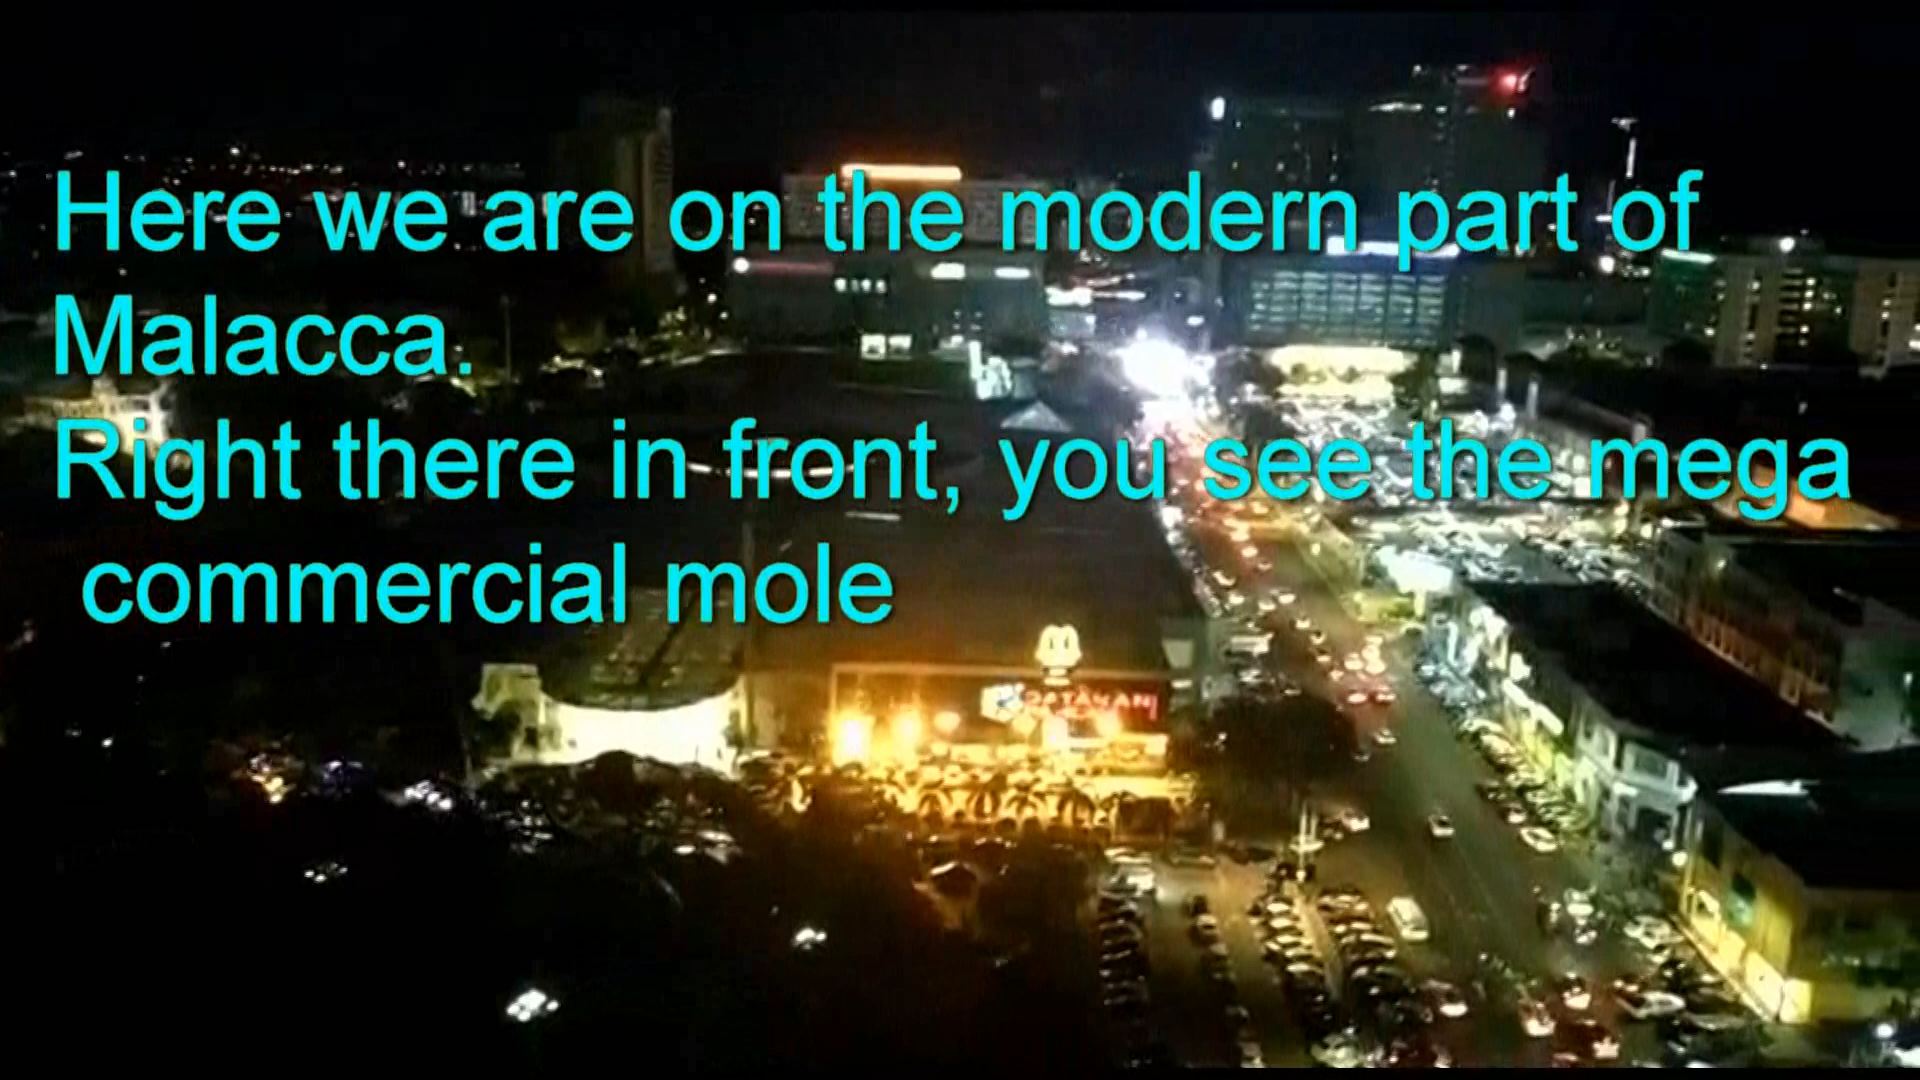 Here we are on the modern part of
Malacca.
Right there in front, you see the mega
commercial mole
DATARAN